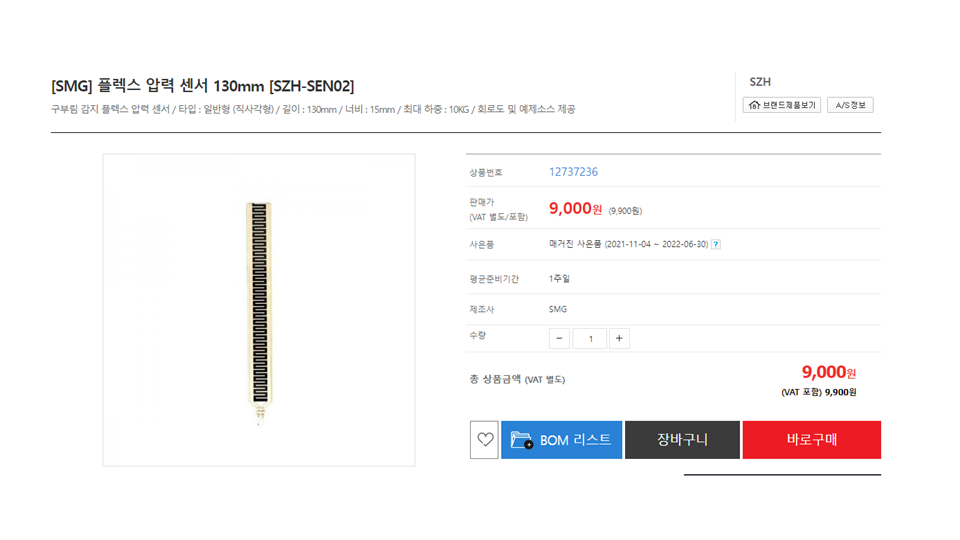 [SMG] 플렉스 압력 센서 130mm [SZH-SEN02]
구부림 감지 플렉스 압력 센서 / 타입 : 일반형 (직사각형) / 길이 : 130mm / 너비 : 15mm / 최대 하중 : 10KG / 회로도 및 예제소스 제공
SZH
브랜드제품보기
A/S정보
상품번호 12737236
판매가
(VAT 별도/포함) 9,000원 (9,900원)
사은품 매거진 사은품 (2021-11-04 ~ 2022-06-30) ?
평균준비기간 1주일
제조사 SMG
수량 − 1 +
총 상품금액 (VAT 별도) 9,000원
(VAT 포함) 9,900원
BOM 리스트
장바구니
바로구매